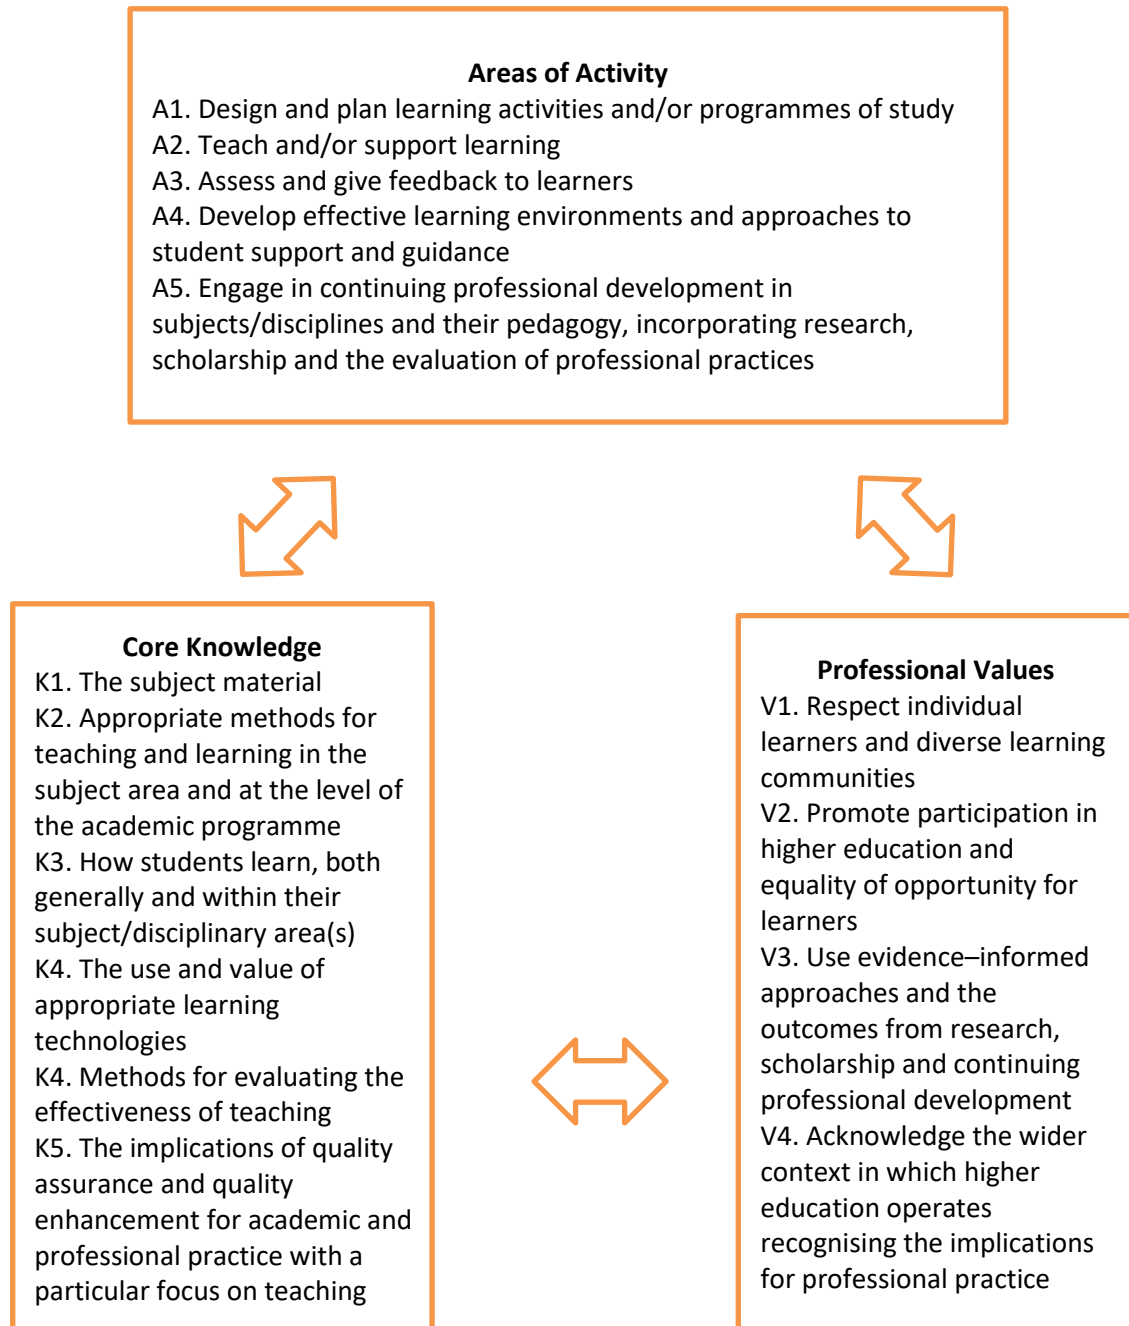 Areas of Activity
A1. Design and plan learning activities and/or programmes of study
A2. Teach and/or support learning
A3. Assess and give feedback to learners
A4. Develop effective learning environments and approaches to
student support and guidance
A5. Engage in continuing professional development in
subjects/disciplines and their pedagogy, incorporating research,
scholarship and the evaluation of professional practices
Core Knowledge
K1. The subject material
K2. Appropriate methods for
teaching and learning in the
subject area and at the level of
the academic programme
K3. How students learn, both
generally and within their
subject/disciplinary area(s)
K4. The use and value of
appropriate learning
technologies
K4. Methods for evaluating the
effectiveness of teaching
K5. The implications of quality
assurance and quality
enhancement for academic and
professional practice with a
particular focus on teaching
Professional Values
V1. Respect individual
learners and diverse learning
communities
V2. Promote participation in
higher education and
equality of opportunity for
learners
V3. Use evidence–informed
approaches and the
outcomes from research,
scholarship and continuing
professional development
V4. Acknowledge the wider
context in which higher
education operates
recognising the implications
for professional practice